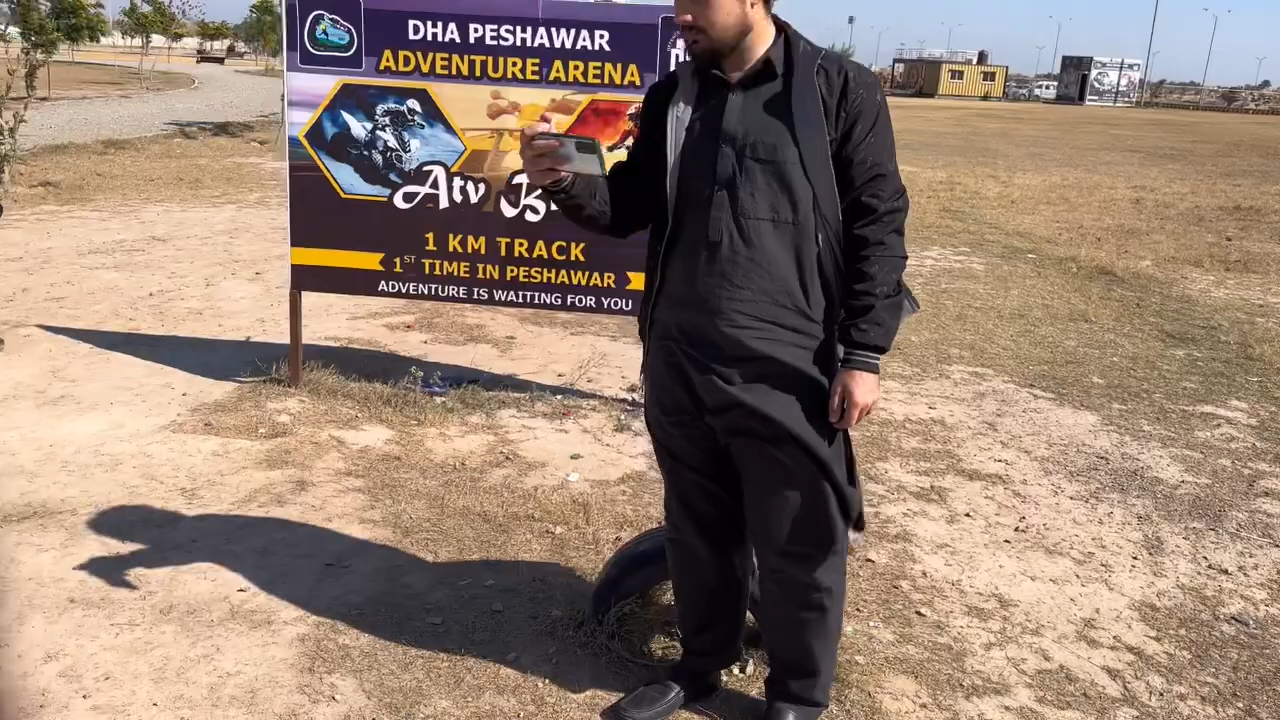 DHA PESHAWAR
ADVENTURE ARENA
Atv
1 KM TRACK
1ST TIME IN PESHAWAR
ADVENTURE IS WAITING FOR YOU